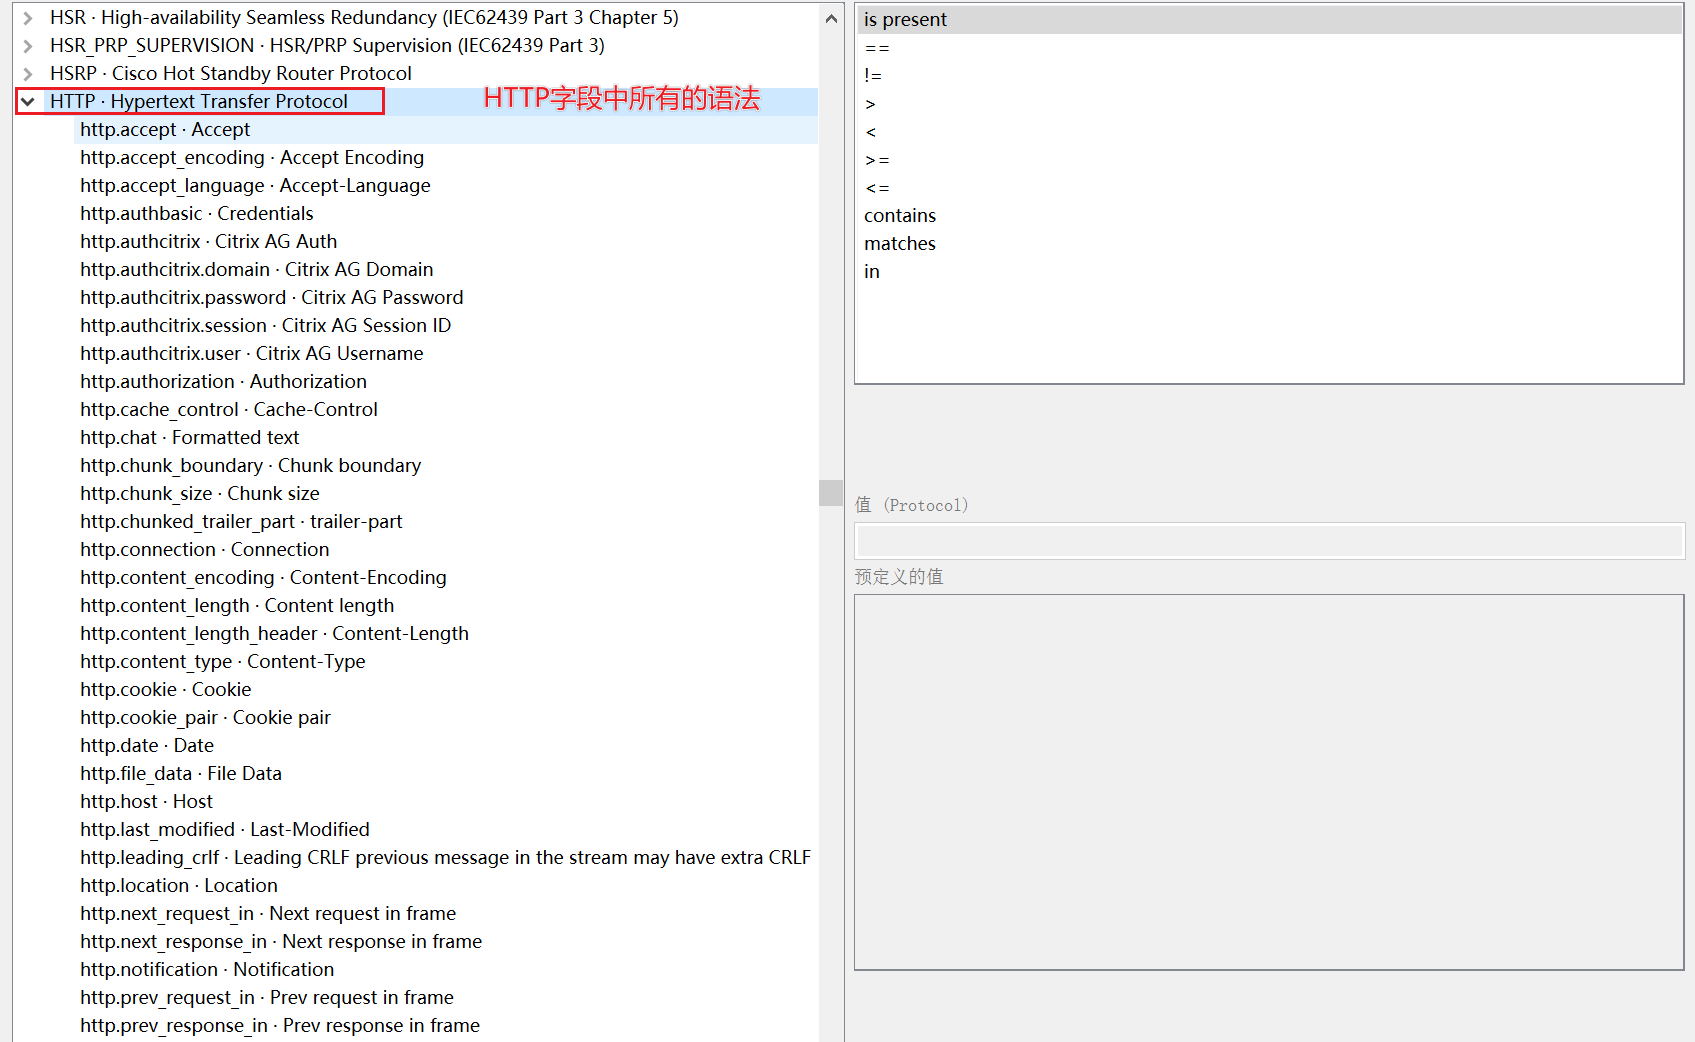 HSR · High-availability Seamless Redundancy (IEC62439 Part 3 Chapter 5)
HSR_PRP_SUPERVISION · HSR/PRP Supervision (IEC62439 Part 3)
HSRP · Cisco Hot Standby Router Protocol
HTTP · Hypertext Transfer Protocol
HTTP字段中所有的语法
http.accept · Accept
http.accept_encoding · Accept Encoding
http.accept_language · Accept-Language
http.authbasic · Credentials
http.authcitrix · Citrix AG Auth
http.authcitrix.domain · Citrix AG Domain
http.authcitrix.password · Citrix AG Password
http.authcitrix.session · Citrix AG Session ID
http.authcitrix.user · Citrix AG Username
http.authorization · Authorization
http.cache_control · Cache-Control
http.chat · Formatted text
http.chunk_boundary · Chunk boundary
http.chunk_size · Chunk size
http.chunked_trailer_part · trailer-part
http.connection · Connection
http.content_encoding · Content-Encoding
http.content_length · Content length
http.content_length_header · Content-Length
http.content_type · Content-Type
http.cookie · Cookie
http.cookie_pair · Cookie pair
http.date · Date
http.file_data · File Data
http.host · Host
http.last_modified · Last-Modified
http.leading_crlf · Leading CRLF previous message in the stream may have extra CRLF
http.location · Location
http.next_request_in · Next request in frame
http.next_response_in · Next response in frame
http.notification · Notification
http.prev_request_in · Prev request in frame
http.prev_response_in · Prev response in frame
is present
==
!=
>
<
>=
<=
contains
matches
in
值 (Protocol)
预定义的值